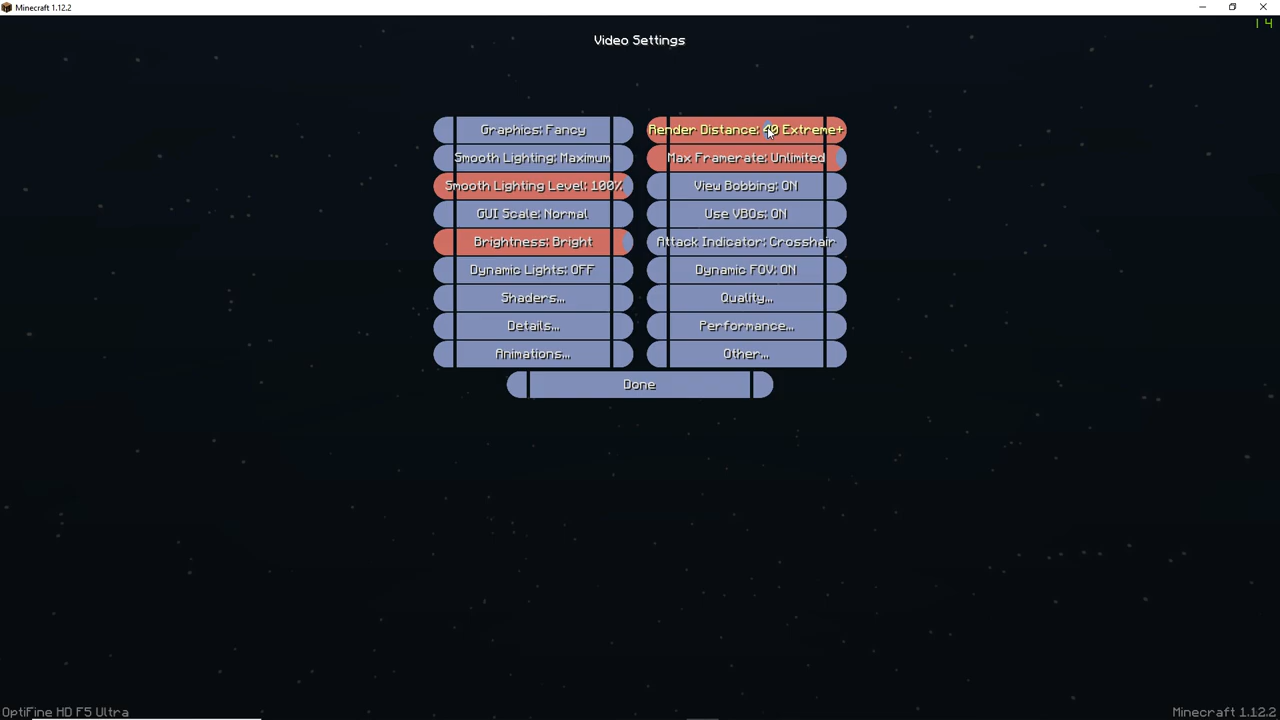 Minecraft 1.12.2
14
Video Settings
Graphics: Fancy
Render Distance: 40 Extreme+
Smooth Lighting: Maximum
Max Framerate: Unlimited
Smooth Lighting Level: 100%
View Bobbing: ON
GUI Scale: Normal
Use VBOs: ON
Brightness: Bright
Attack Indicator: Crosshair
Dynamic Lights: OFF
Dynamic FOV: ON
Shaders...
Quality...
Details...
Performance...
Animations...
Other...
Done
OptiFine HD F5 Ultra
Minecraft 1.12.2